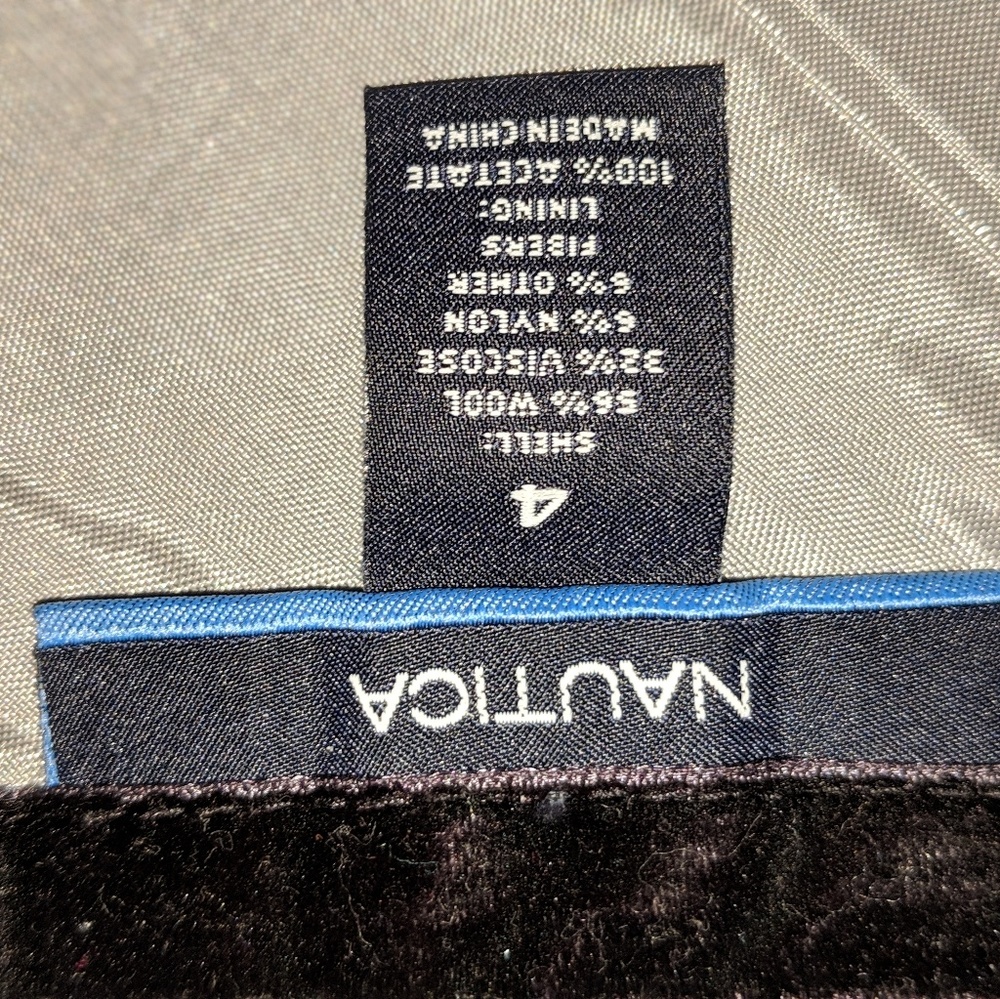 NAUTICA
4
SHELL:
56% WOOL
32% VISCOSE
6% NYLON
6% OTHER
FIBERS
LINING:
100% ACETATE
MADE IN CHINA